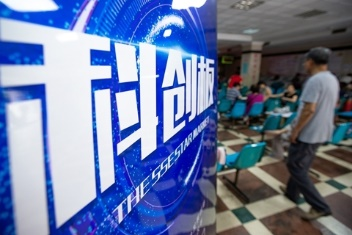 科创板
THE SSE STAR MARKET